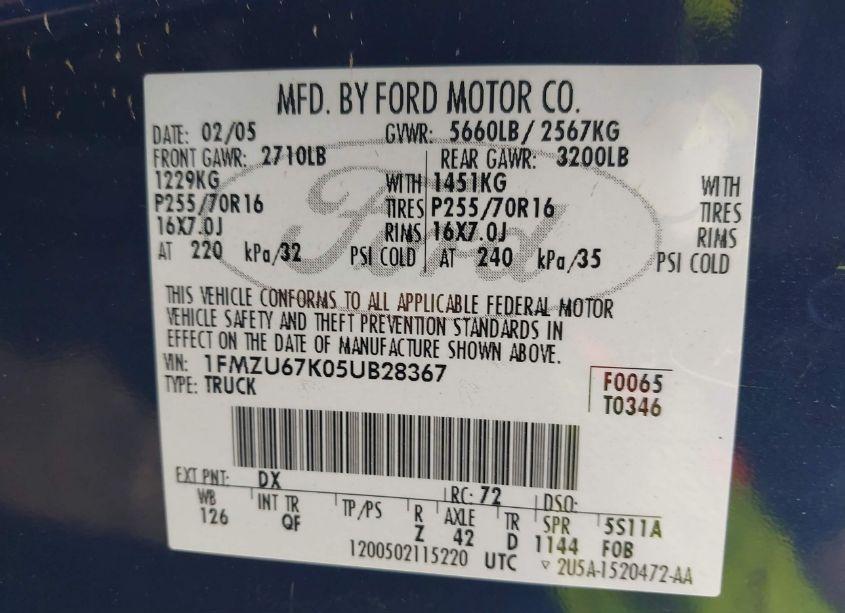 MFD. BY FORD MOTOR CO.
DATE: 02/05 GVWR: 5660LB/ 2567KG
FRONT GAWR: 2710LB REAR GAWR: 3200LB
1229KG WITH 1451KG WITH
P255/70R16 TIRES P255/70R16 TIRES
16X7.0J RIMS 16X7.0J RIMS
AT 220 kPa/32 PSI COLD AT 240 kPa/35 PSI COLD
Ford
THIS VEHICLE CONFORMS TO ALL APPLICABLE FEDERAL MOTOR
VEHICLE SAFETY AND THEFT PREVENTION STANDARDS IN
EFFECT ON THE DATE OF MANUFACTURE SHOWN ABOVE.
VIN: 1FMZU67K05UB28367 F0065
TYPE: TRUCK T0346
EXT PNT: DX RC: 72 DSO:
WB INT TR TP/PS R AXLE TR SPR 5S11A
126 QF Z 42 D 1144 FOB
1200502115220 UTC ▽ 2U5A-1520472-AA